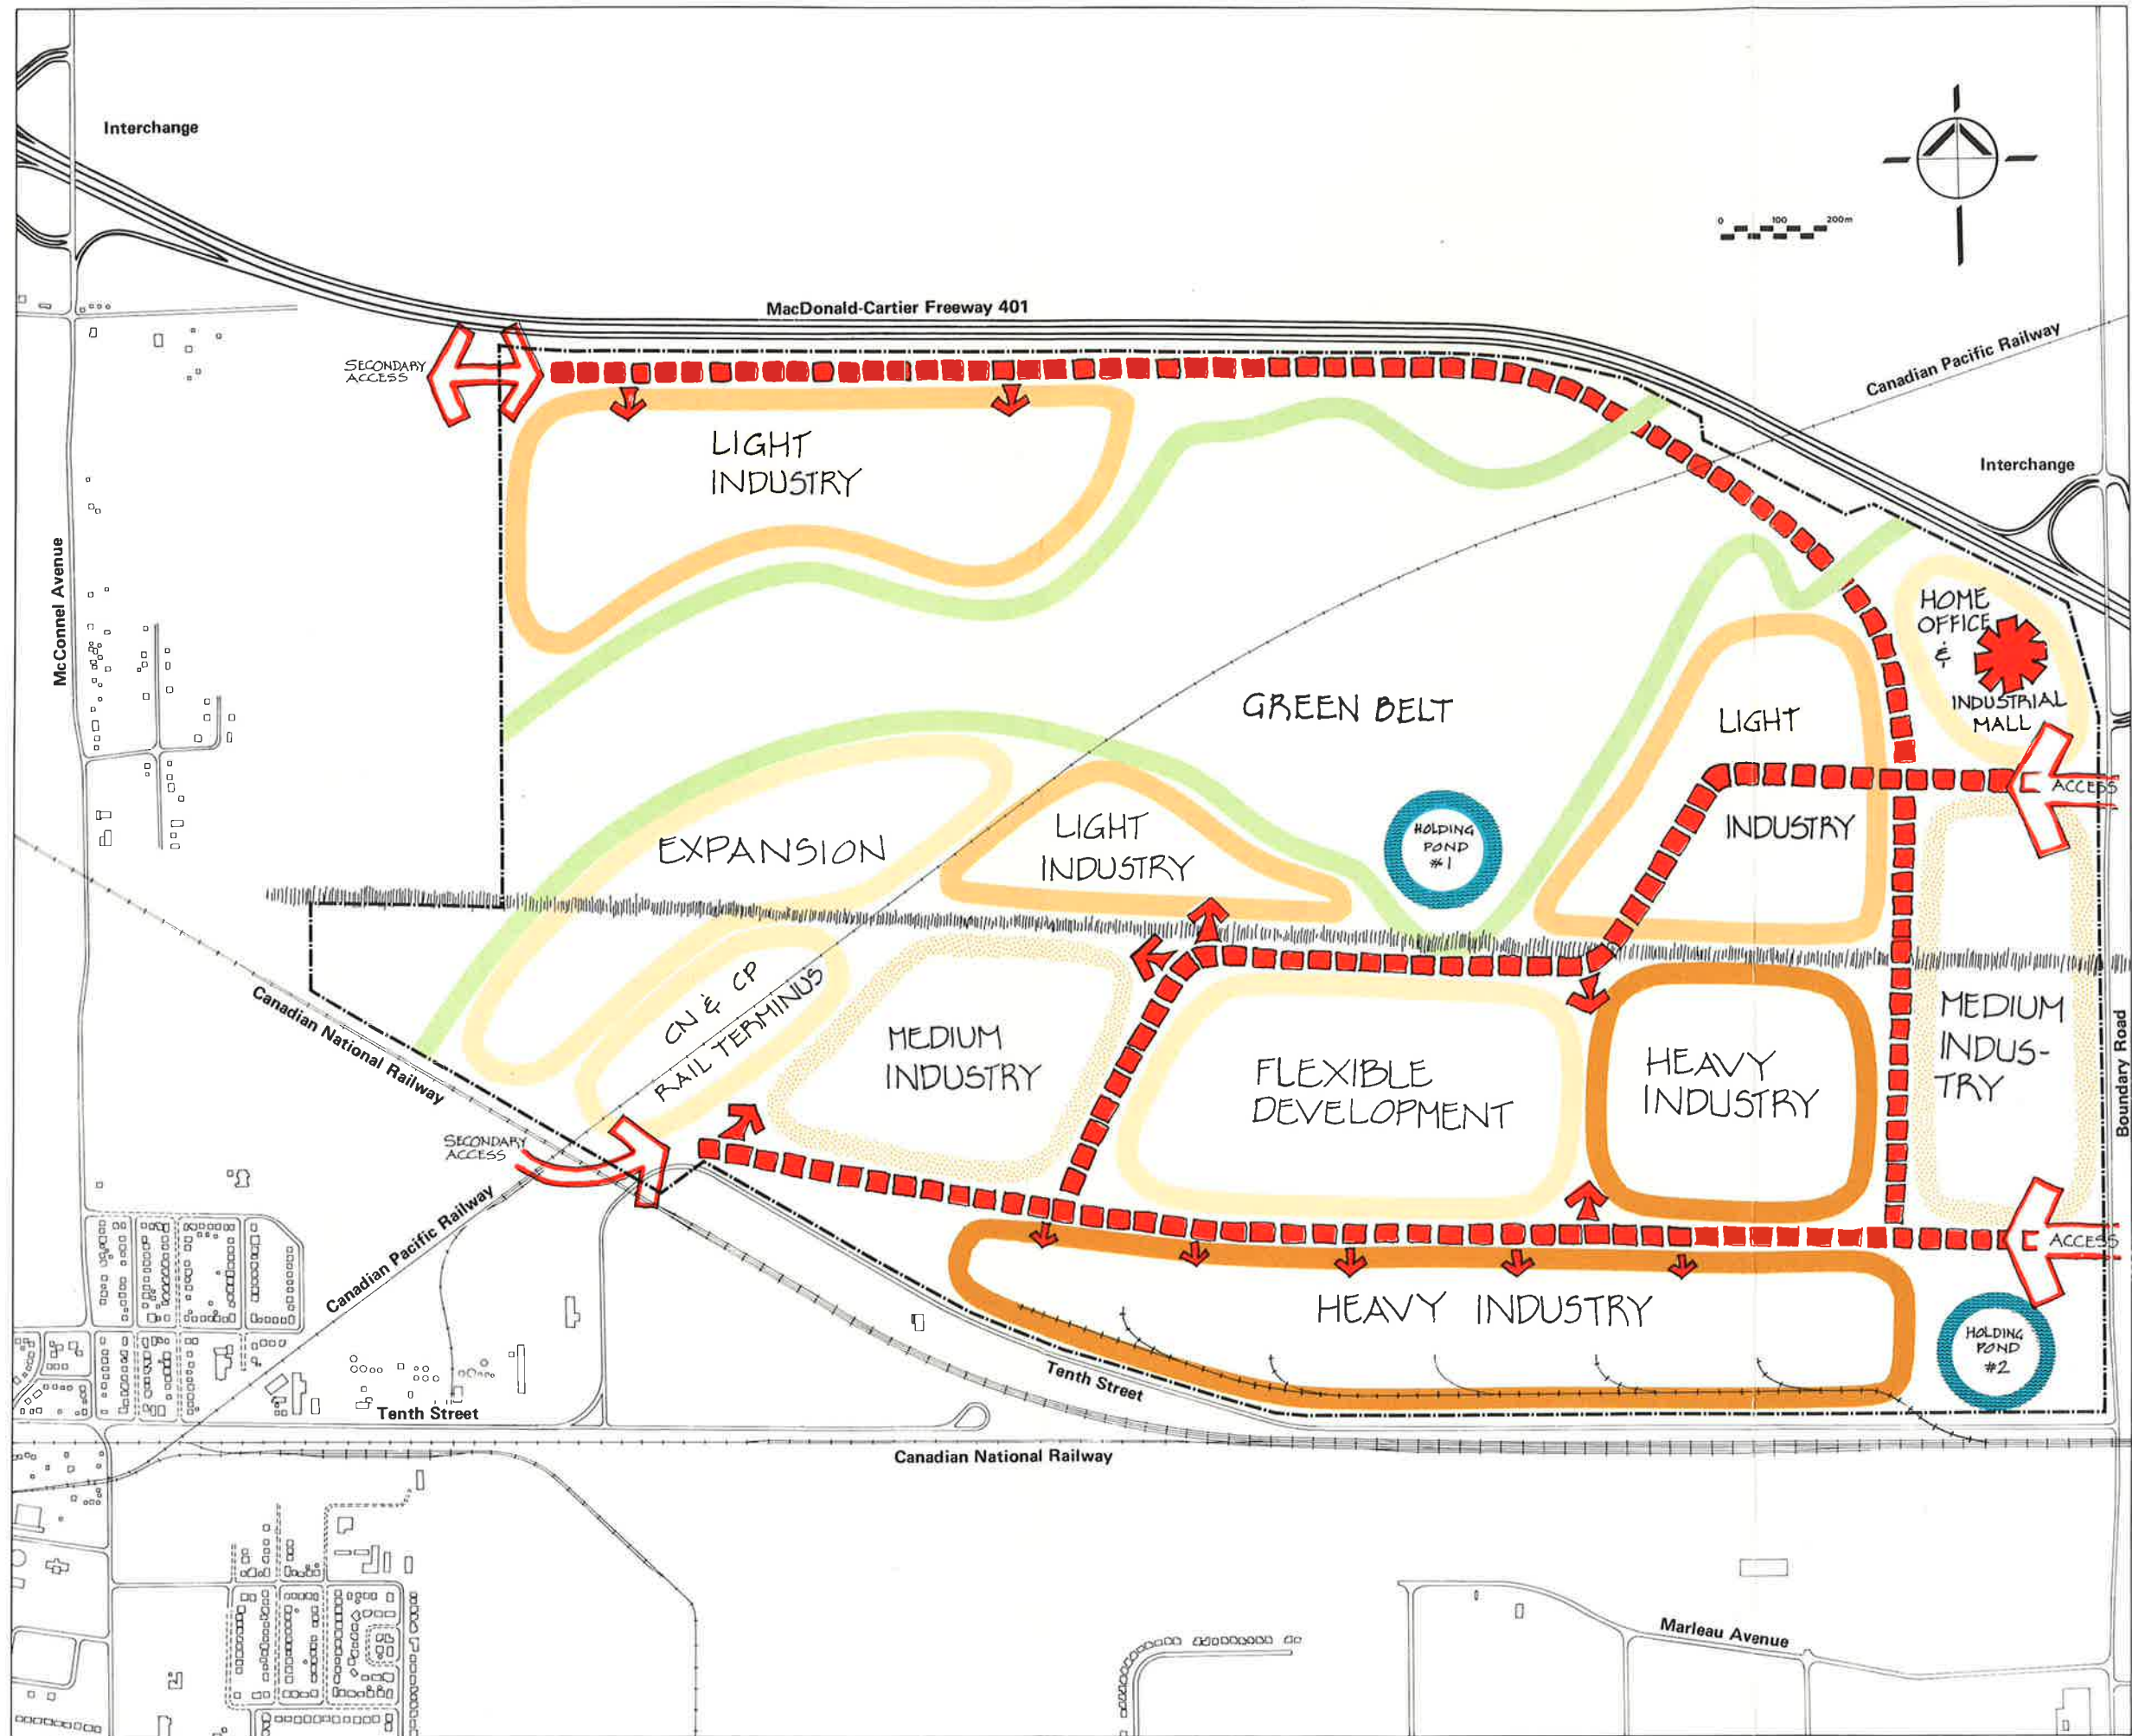 Interchange
0 100 200m
MacDonald-Cartier Freeway 401
Canadian Pacific Railway
SECONDARY
ACCESS
LIGHT
INDUSTRY
Interchange
McConnel Avenue
HOME
OFFICE
&
INDUSTRIAL
MALL
GREEN BELT
LIGHT
INDUSTRY
ACCESS
HOLDING
POND
#1
EXPANSION
LIGHT
INDUSTRY
CN & CP
RAIL TERMINUS
MEDIUM
INDUSTRY
FLEXIBLE
DEVELOPMENT
HEAVY
INDUSTRY
MEDIUM
INDUS-
TRY
Boundary Road
Canadian National Railway
SECONDARY
ACCESS
Canadian Pacific Railway
ACCESS
HEAVY INDUSTRY
HOLDING
POND
#2
Tenth Street
Tenth Street
Canadian National Railway
Marleau Avenue